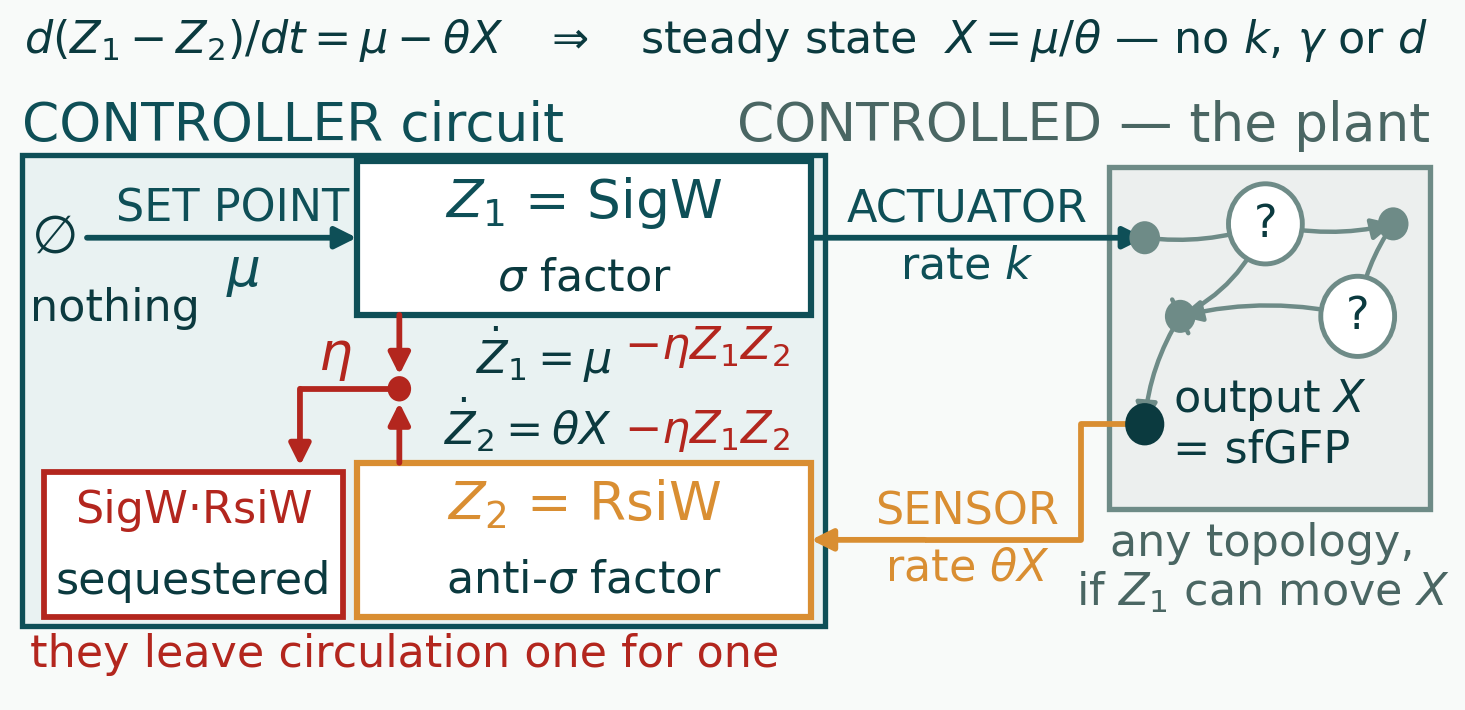 d(Z₁ − Z₂)/dt = μ − θX ⇒ steady state X = μ/θ — no k, γ or d
CONTROLLER circuit
CONTROLLED — the plant
SET POINT
∅
μ
nothing
Z₁ = SigW
σ factor
ACTUATOR
rate k
?
?
η
Ż₁ = μ −ηZ₁Z₂
Ż₂ = θX −ηZ₁Z₂
output X
= sfGFP
SigW·RsiW
sequestered
Z₂ = RsiW
anti-σ factor
SENSOR
rate θX
any topology,
if Z₁ can move X
they leave circulation one for one